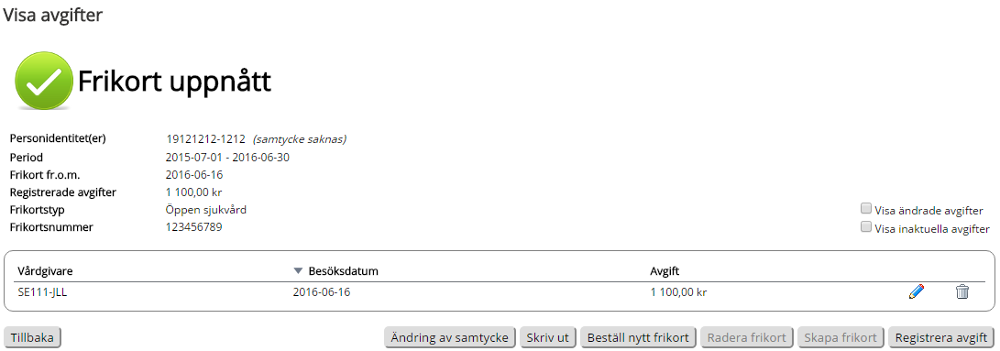 Visa avgifter
Frikort uppnått
Personidentitet(er) 19121212-1212 (samtycke saknas)
Period 2015-07-01 - 2016-06-30
Frikort fr.o.m. 2016-06-16
Registrerade avgifter 1 100,00 kr
Frikortstyp Öppen sjukvård Visa ändrade avgifter
Frikortsnummer 123456789 Visa inaktuella avgifter
Vårdgivare Besöksdatum Avgift
SE111-JLL 2016-06-16 1 100,00 kr
Tillbaka Ändring av samtycke Skriv ut Beställ nytt frikort Radera frikort Skapa frikort Registrera avgift